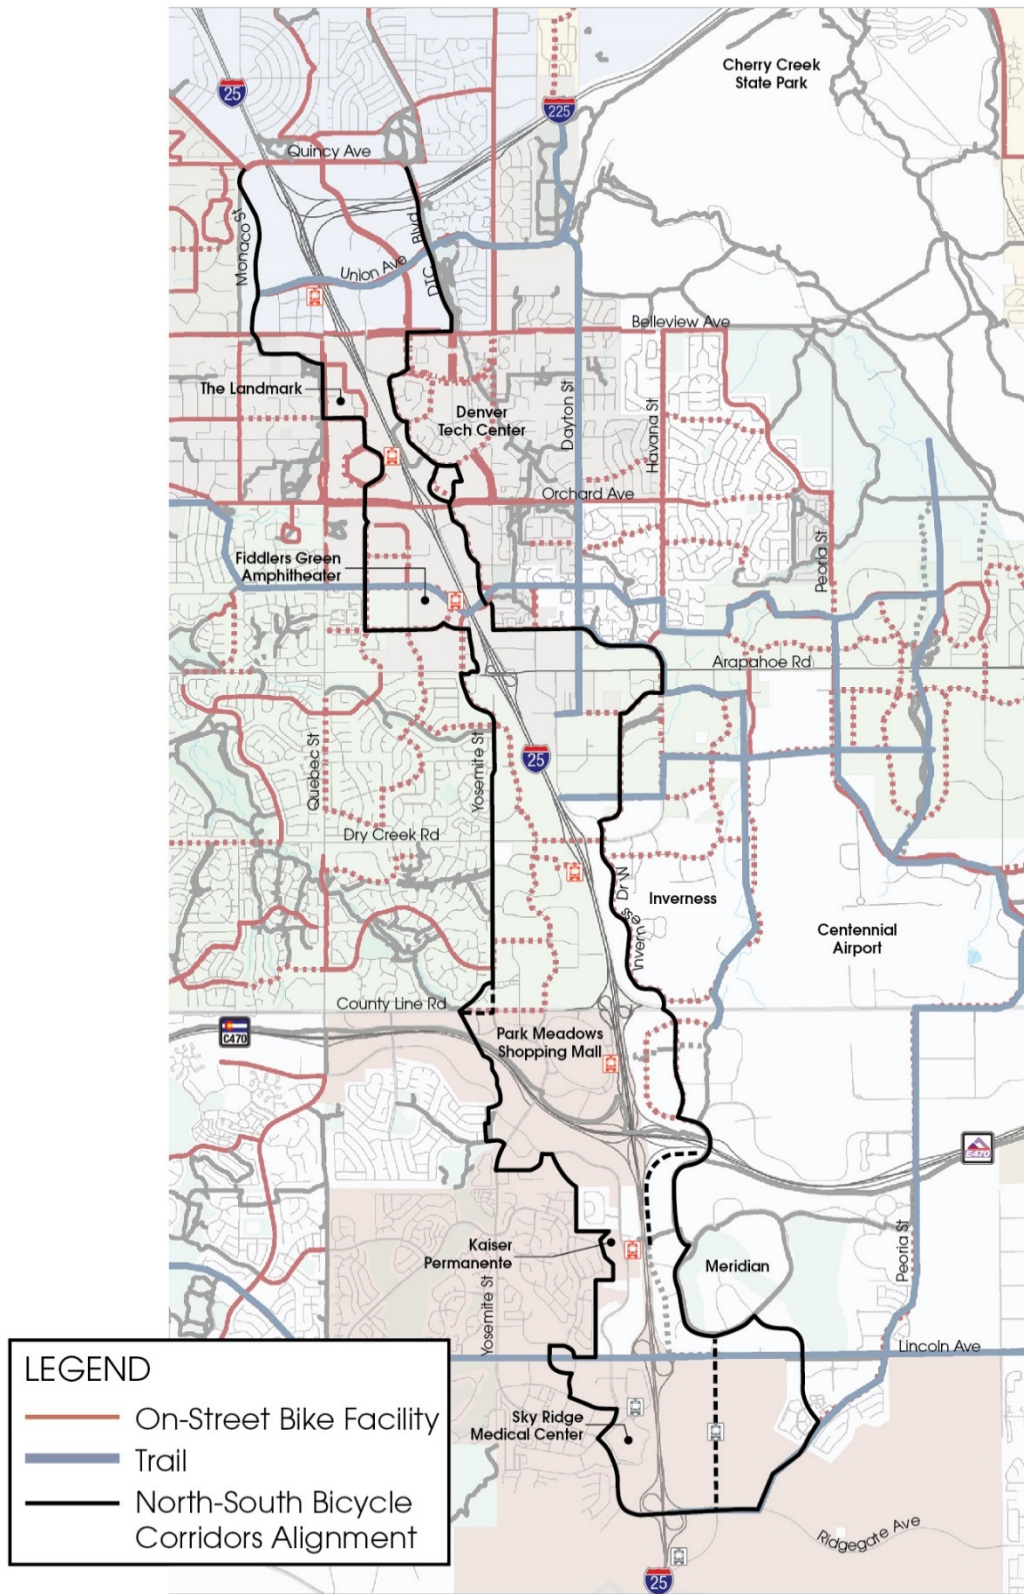 Cherry Creek
State Park
25
225
Quincy Ave
Monaco St
DTC Blvd
Union Ave
Belleview Ave
The Landmark
Denver
Tech Center
Dayton St
Havana St
Orchard Ave
Peoria St
Fiddlers Green
Amphitheater
Arapahoe Rd
Quebec St
Yosemite St
25
Dry Creek Rd
Inverness Dr W
Inverness
Centennial
Airport
County Line Rd
C470
Park Meadows
Shopping Mall
E470
Kaiser
Permanente
Meridian
Peoria St
Yosemite St
Lincoln Ave
Sky Ridge
Medical Center
Ridgegate Ave
25
LEGEND
On-Street Bike Facility
Trail
North-South Bicycle
Corridors Alignment